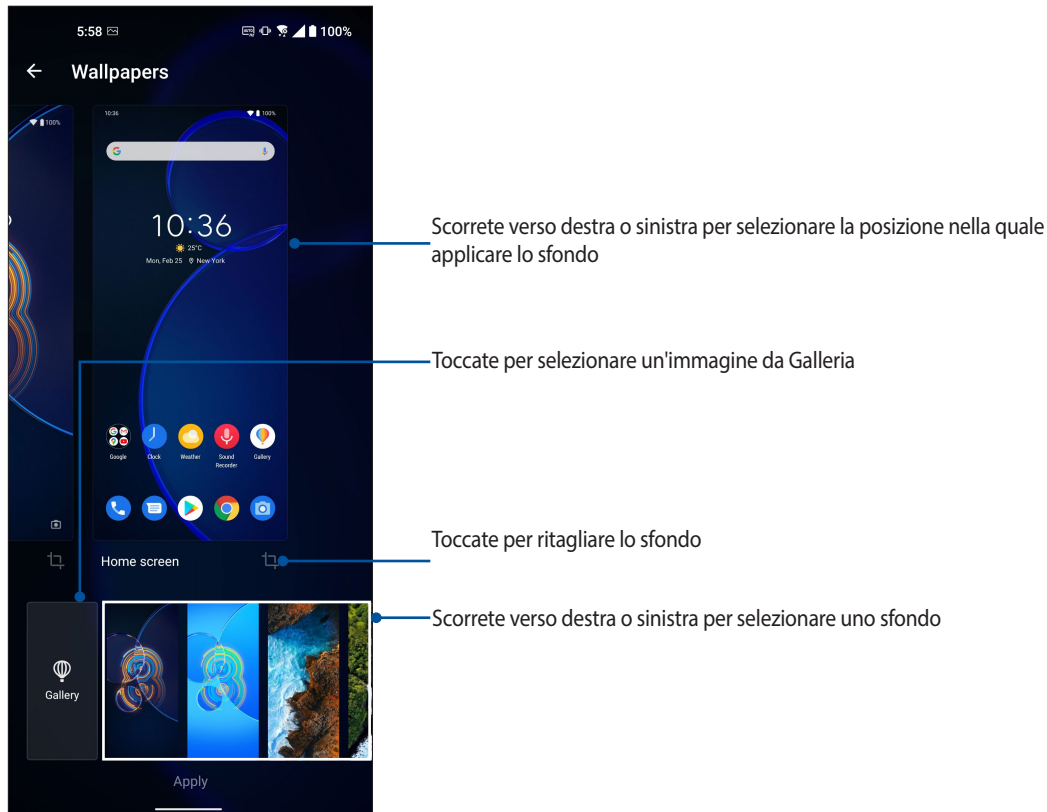 5:58 100%
Wallpapers
100%
10:36 100%
10:36
25°C
Mon, Feb 25 New York
Google Clock Weather Sound Recorder Gallery
Home screen
Gallery
Apply
Scorrete verso destra o sinistra per selezionare la posizione nella quale
applicare lo sfondo
Toccate per selezionare un'immagine da Galleria
Toccate per ritagliare lo sfondo
Scorrete verso destra o sinistra per selezionare uno sfondo